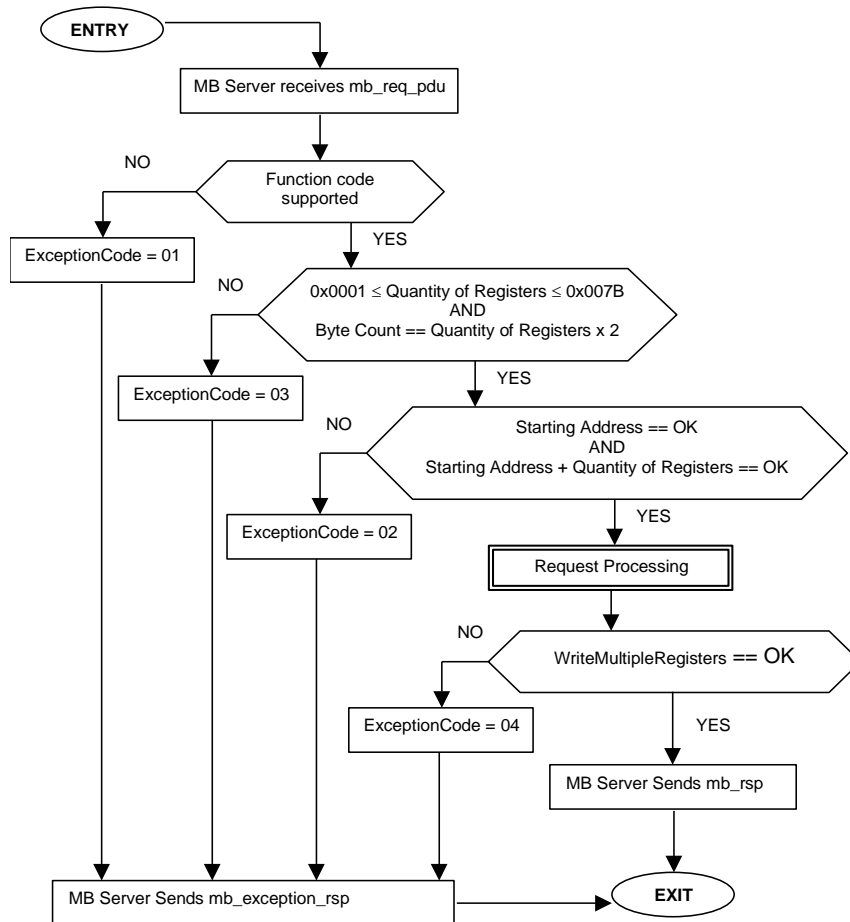 ENTRY
MB Server receives mb_req_pdu
NO
Function code
supported
YES
ExceptionCode = 01
NO
0x0001 ≤ Quantity of Registers ≤ 0x007B
AND
Byte Count == Quantity of Registers x 2
YES
ExceptionCode = 03
NO
Starting Address == OK
AND
Starting Address + Quantity of Registers == OK
YES
ExceptionCode = 02
Request Processing
NO
WriteMultipleRegisters == OK
ExceptionCode = 04
YES
MB Server Sends mb_rsp
MB Server Sends mb_exception_rsp
EXIT